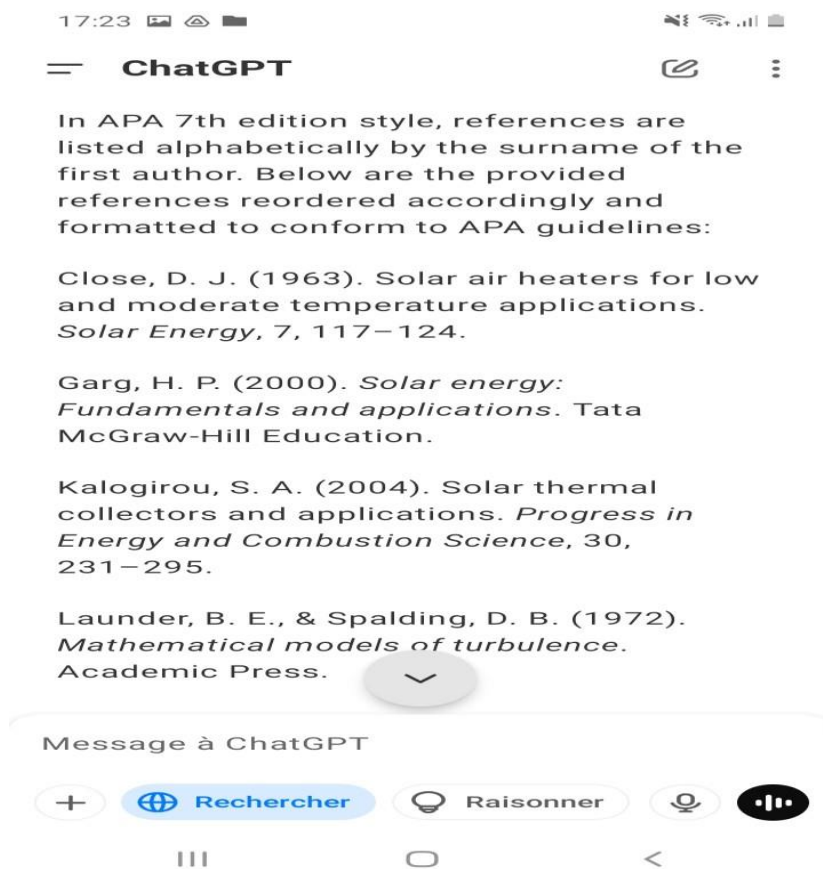 17:23
ChatGPT
In APA 7th edition style, references are
listed alphabetically by the surname of the
first author. Below are the provided
references reordered accordingly and
formatted to conform to APA guidelines:
Close, D. J. (1963). Solar air heaters for low
and moderate temperature applications.
Solar Energy, 7, 117–124.
Garg, H. P. (2000). Solar energy:
Fundamentals and applications. Tata
McGraw-Hill Education.
Kalogirou, S. A. (2004). Solar thermal
collectors and applications. Progress in
Energy and Combustion Science, 30,
231–295.
Launder, B. E., & Spalding, D. B. (1972).
Mathematical models of turbulence.
Academic Press.
Message à ChatGPT
Rechercher
Raisonner